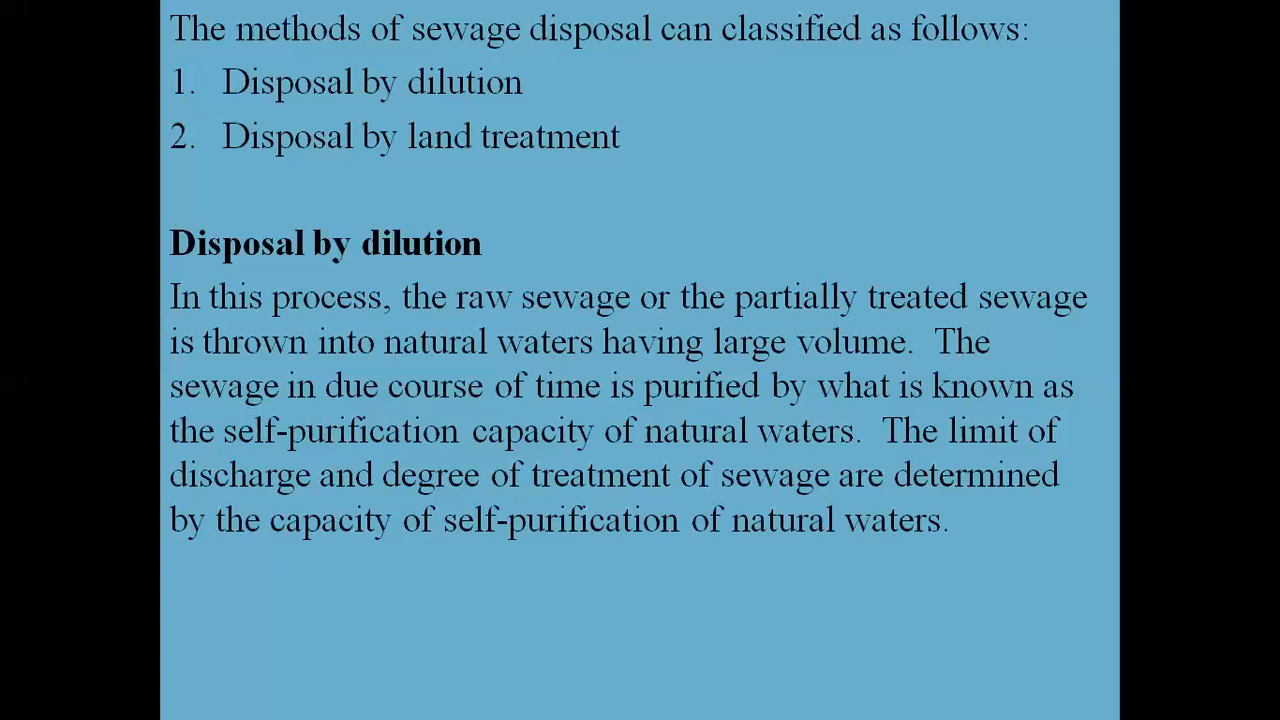 The methods of sewage disposal can classified as follows:
1. Disposal by dilution
2. Disposal by land treatment
Disposal by dilution
In this process, the raw sewage or the partially treated sewage
is thrown into natural waters having large volume. The
sewage in due course of time is purified by what is known as
the self-purification capacity of natural waters. The limit of
discharge and degree of treatment of sewage are determined
by the capacity of self-purification of natural waters.